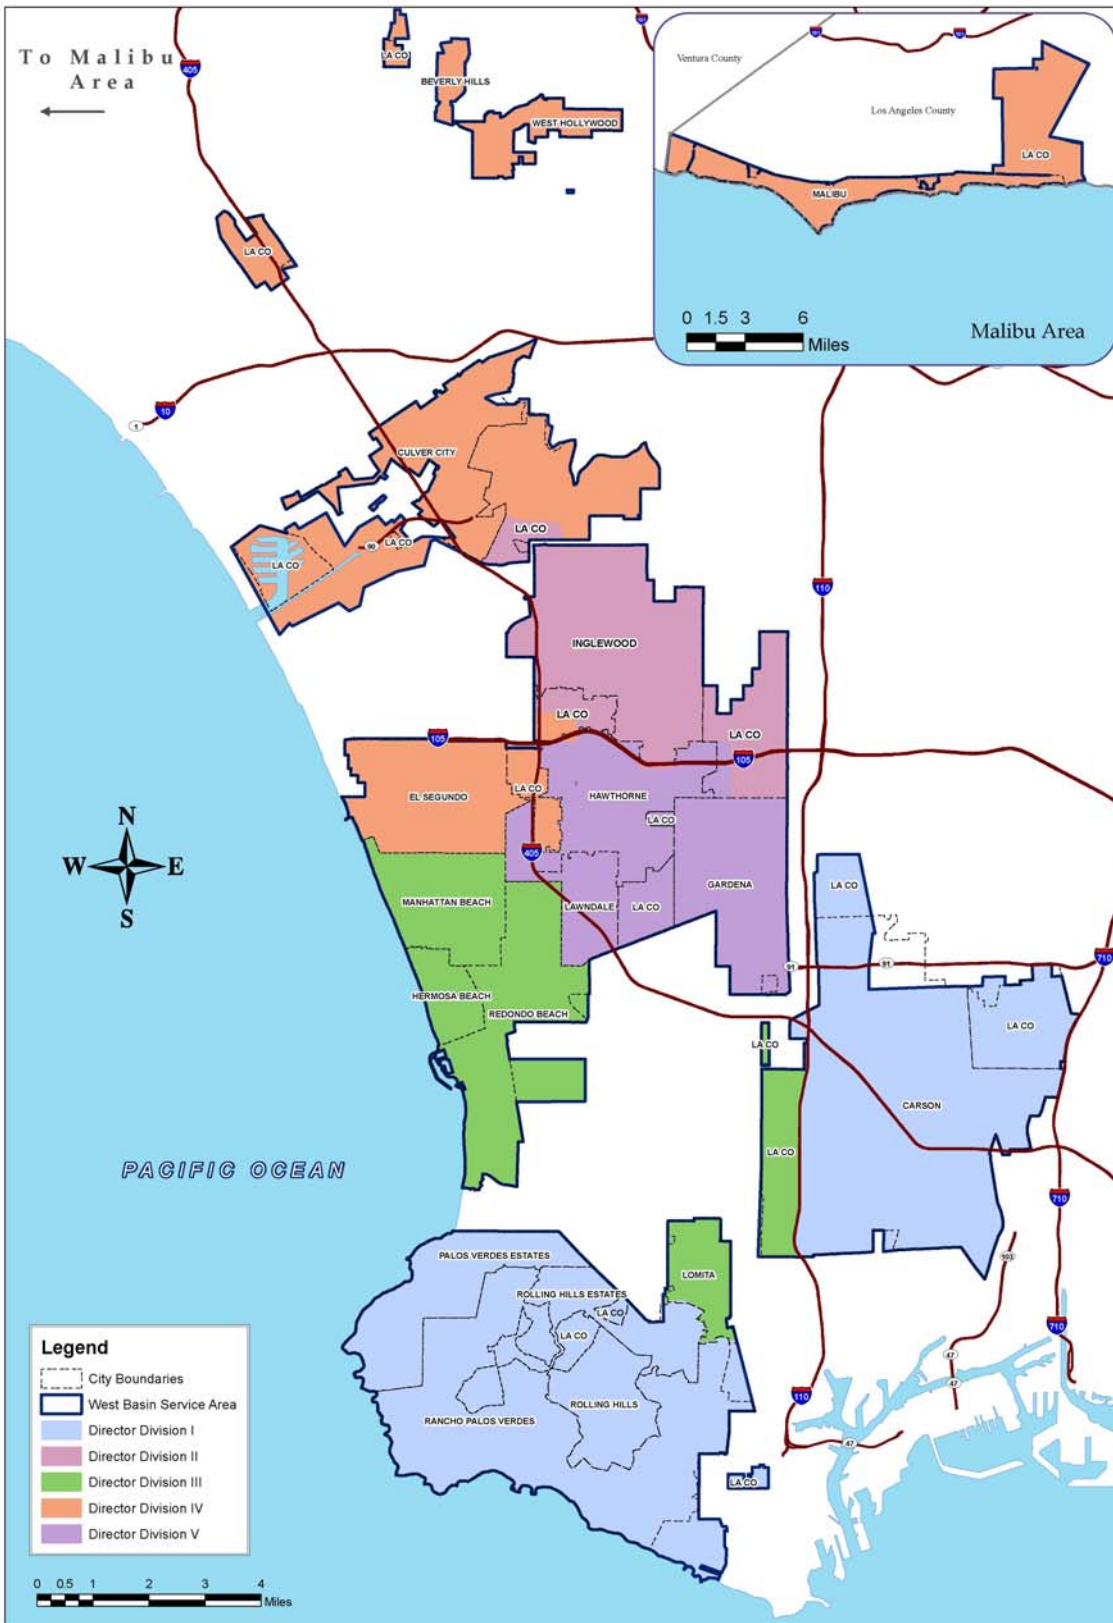 To Malibu
Area
405
LA CO
BEVERLY HILLS
WEST HOLLYWOOD
LA CO
101
101
101
Ventura County
Los Angeles County
LA CO
MALIBU
0 1.5 3 6
Miles
Malibu Area
10
1
CULVER CITY
LA CO
LA CO
90
LA CO
110
INGLEWOOD
LA CO
LA CO
105
105
EL SEGUNDO
LA CO
HAWTHORNE
LA CO
N
W E
S
405
MANHATTAN BEACH
LAWNDALE
LA CO
GARDENA
LA CO
91
91
710
HERMOSA BEACH
REDONDO BEACH
LA CO
LA CO
CARSON
LA CO
PACIFIC OCEAN
710
103
PALOS VERDES ESTATES
LOMITA
ROLLING HILLS ESTATES
LA CO
LA CO
710
47
47
110
ROLLING HILLS
RANCHO PALOS VERDES
47
LA CO
Legend
City Boundaries
West Basin Service Area
Director Division I
Director Division II
Director Division III
Director Division IV
Director Division V
0 0.5 1 2 3 4
Miles